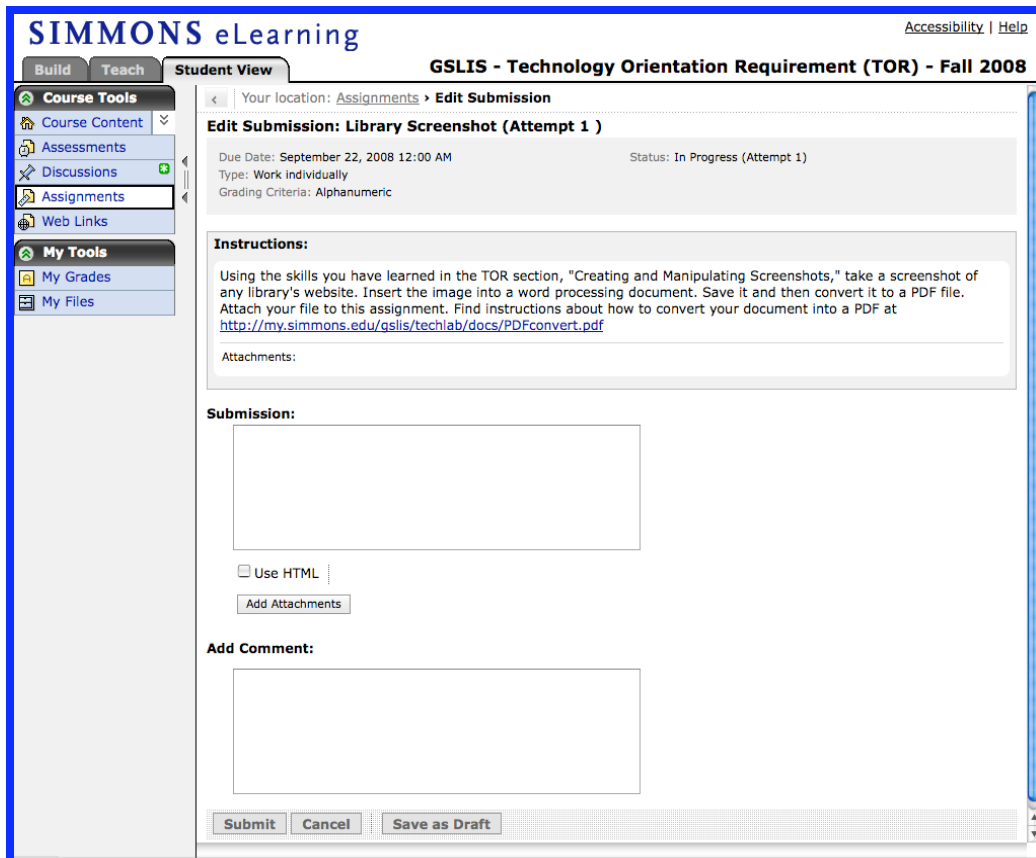 SIMMONS eLearning
Accessibility | Help
Build Teach Student View
GSLIS - Technology Orientation Requirement (TOR) - Fall 2008
Course Tools
Course Content
Assessments
Discussions
Assignments
Web Links
My Tools
My Grades
My Files
Your location: Assignments › Edit Submission
Edit Submission: Library Screenshot (Attempt 1 )
Due Date: September 22, 2008 12:00 AM
Status: In Progress (Attempt 1)
Type: Work individually
Grading Criteria: Alphanumeric
Instructions:
Using the skills you have learned in the TOR section, "Creating and Manipulating Screenshots," take a screenshot of
any library's website. Insert the image into a word processing document. Save it and then convert it to a PDF file.
Attach your file to this assignment. Find instructions about how to convert your document into a PDF at
http://my.simmons.edu/gslis/techlab/docs/PDFconvert.pdf
Attachments:
Submission:
Use HTML
Add Attachments
Add Comment:
Submit Cancel Save as Draft